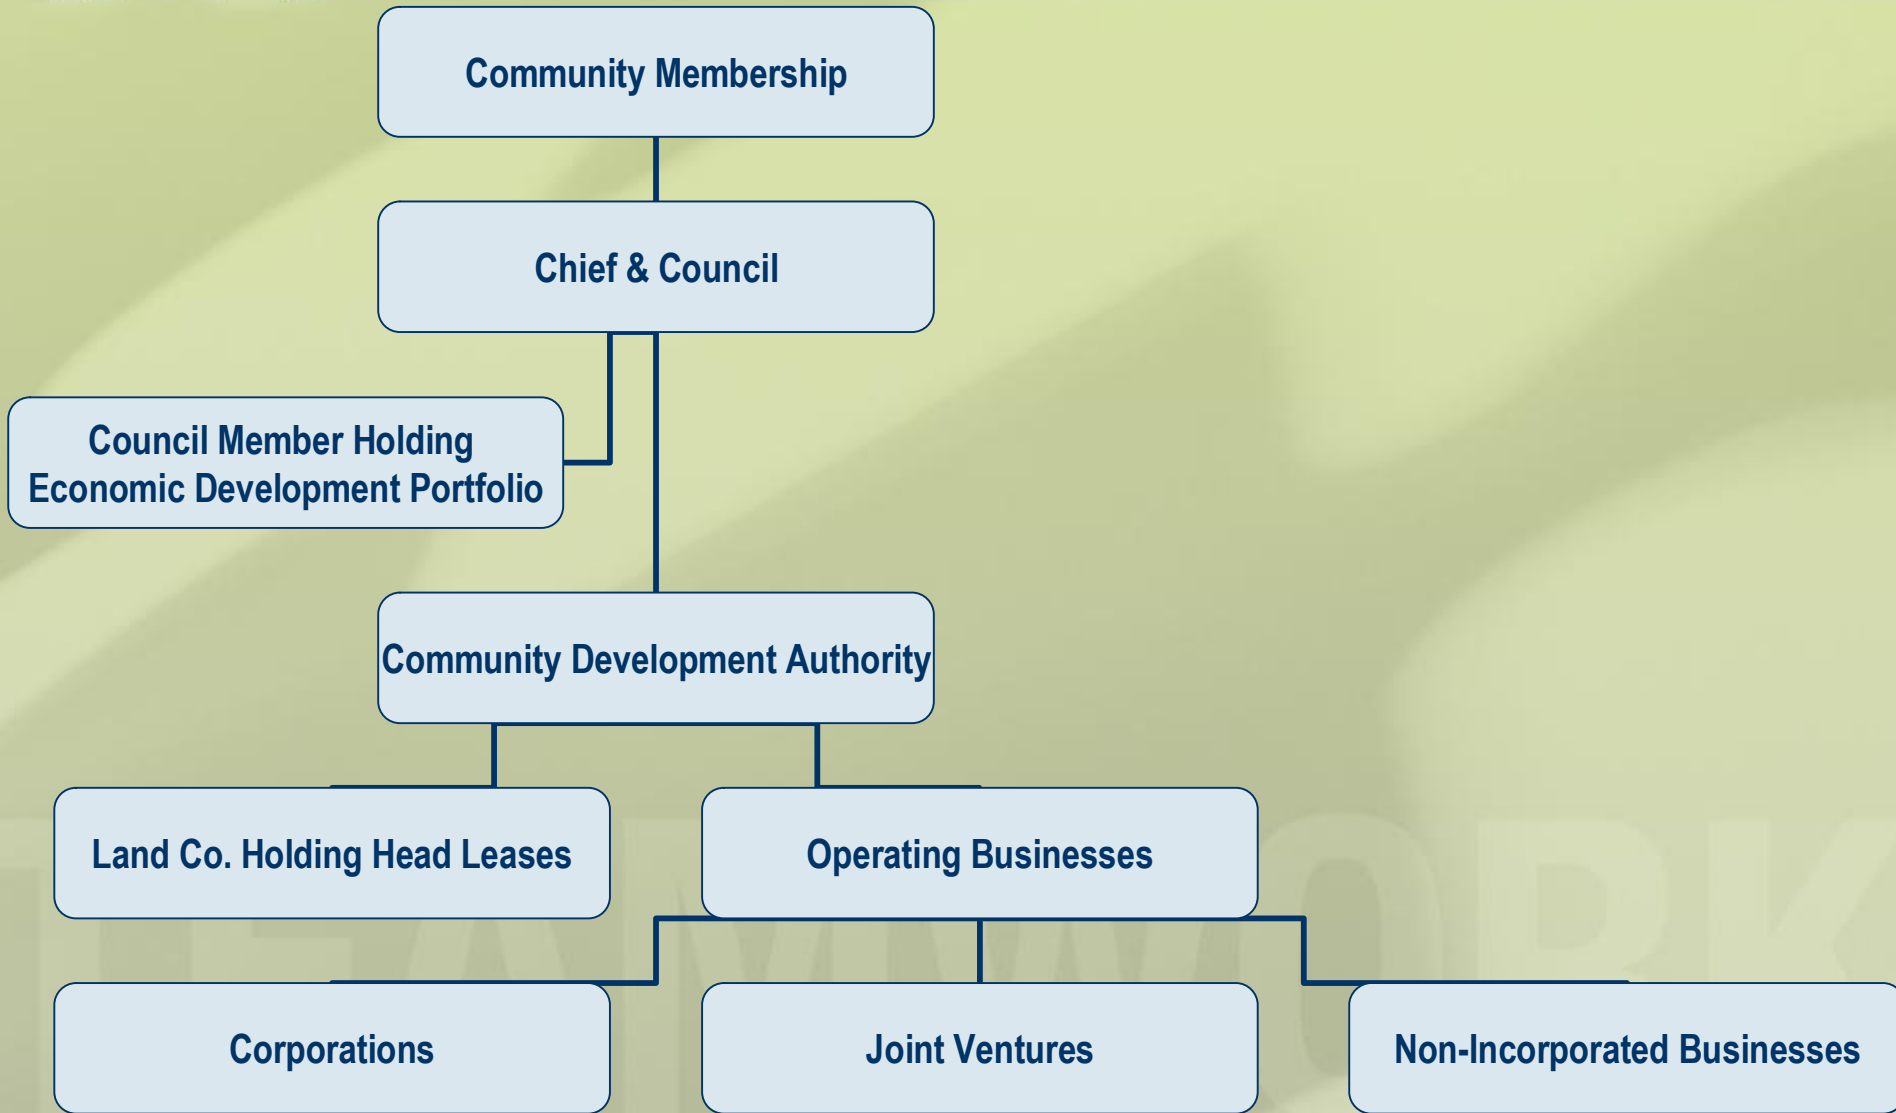 Community Membership
Chief & Council
Council Member Holding
Economic Development Portfolio
Community Development Authority
Land Co. Holding Head Leases
Operating Businesses
Corporations
Joint Ventures
Non-Incorporated Businesses
TEAMWORK